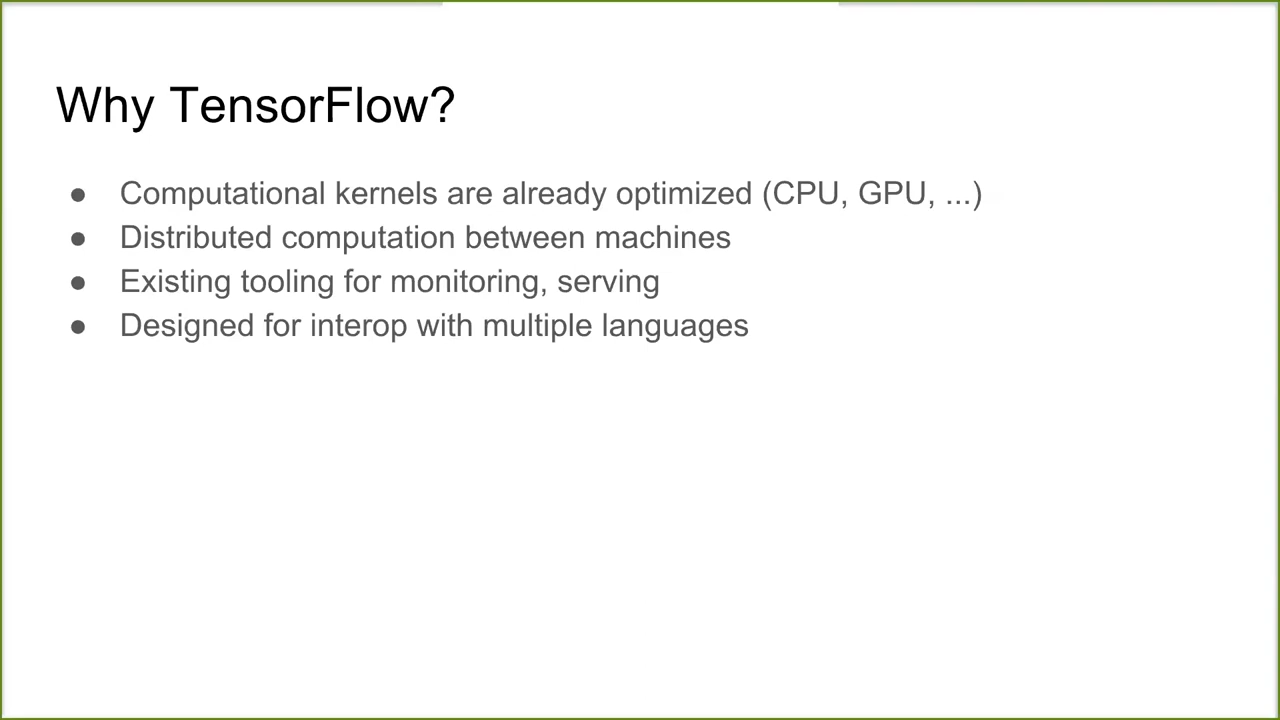 Why TensorFlow?
● Computational kernels are already optimized (CPU, GPU, ...)
● Distributed computation between machines
● Existing tooling for monitoring, serving
● Designed for interop with multiple languages